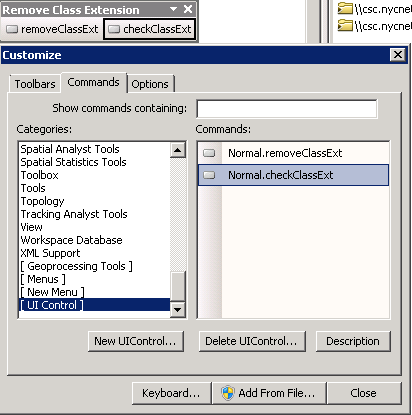 Remove Class Extension
removeClassExt checkClassExt
\\csc.nycnet
\\csc.nycne
Customize
Toolbars Commands Options
Show commands containing:
Categories: Commands:
Spatial Analyst Tools
Spatial Statistics Tools
Toolbox
Tools
Topology
Tracking Analyst Tools
View
Workspace Database
XML Support
[ Geoprocessing Tools ]
[ Menus ]
[ New Menu ]
[ UI Control ]
Normal.removeClassExt
Normal.checkClassExt
New UIControl... Delete UIControl... Description
Keyboard... Add From File... Close